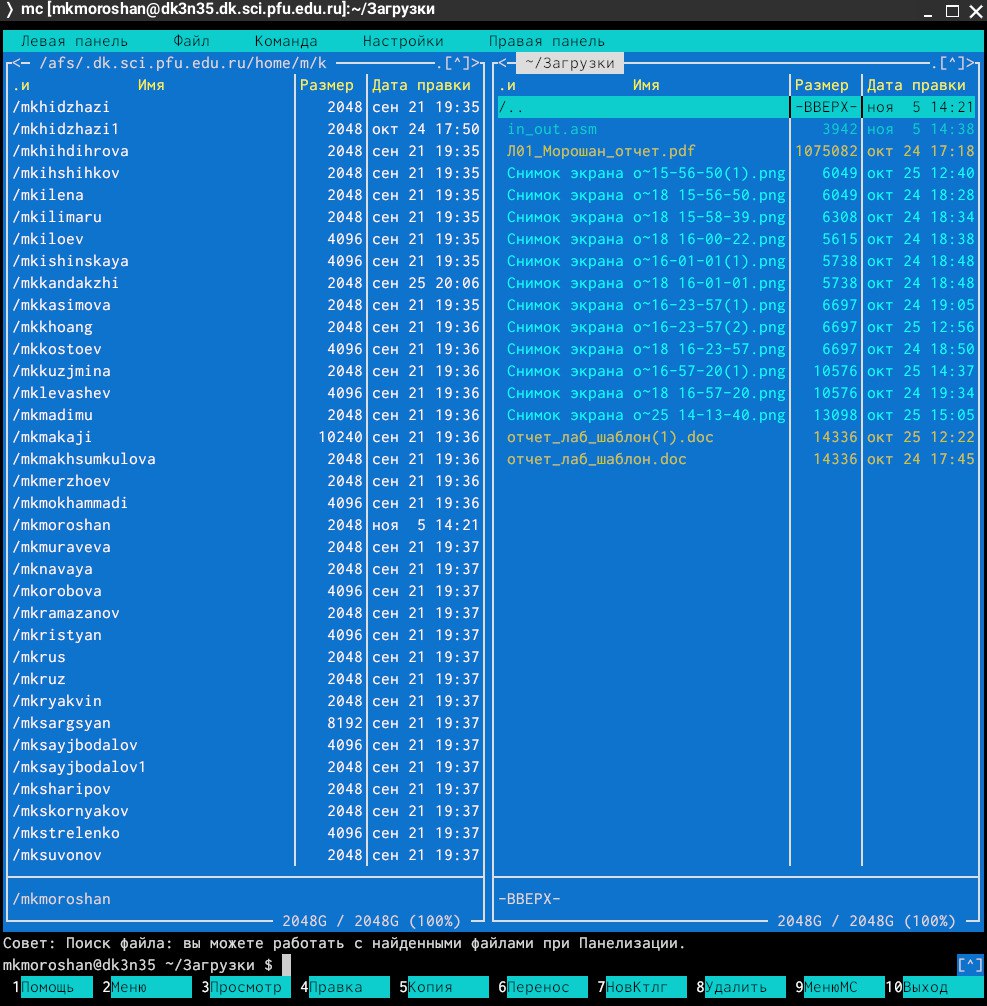 mc [mkmoroshan@dk3n35.dk.sci.pfu.edu.ru]:~/Загрузки
Левая панель Файл Команда Настройки Правая панель
<─ /afs/.dk.sci.pfu.edu.ru/home/m/k .[^]>
.и Имя Размер Дата правки
/mkhidzhazi 2048 сен 21 19:35
/mkhidzhazi1 2048 окт 24 17:50
/mkhihdihrova 2048 сен 21 19:35
/mkihshihkov 2048 сен 21 19:35
/mkilena 2048 сен 21 19:35
/mkilimaru 2048 сен 21 19:35
/mkiloev 4096 сен 21 19:35
/mkishinskaya 4096 сен 21 19:35
/mkkandakzhi 2048 сен 25 20:06
/mkkasimova 2048 сен 21 19:35
/mkkhoang 2048 сен 21 19:36
/mkkostoev 4096 сен 21 19:36
/mkkuzjmina 2048 сен 21 19:36
/mklevashev 2048 сен 21 19:36
/mkmadimu 2048 сен 21 19:36
/mkmakaji 10240 сен 21 19:36
/mkmakhsumkulova 2048 сен 21 19:36
/mkmerzhoev 2048 сен 21 19:36
/mkmokhammadi 4096 сен 21 19:36
/mkmoroshan 2048 ноя 5 14:21
/mkmuraveva 2048 сен 21 19:37
/mknavaya 2048 сен 21 19:37
/mkorobova 4096 сен 21 19:37
/mkramazanov 2048 сен 21 19:37
/mkristyan 4096 сен 21 19:37
/mkrus 2048 сен 21 19:37
/mkruz 2048 сен 21 19:37
/mkryakvin 2048 сен 21 19:37
/mksargsyan 8192 сен 21 19:37
/mksayjbodalov 4096 сен 21 19:37
/mksayjbodalov1 2048 сен 21 19:37
/mksharipov 2048 сен 21 19:37
/mkskornyakov 2048 сен 21 19:37
/mkstrelenko 4096 сен 21 19:37
/mksuvonov 2048 сен 21 19:37
/mkmoroshan
2048G / 2048G (100%)
<─ ~/Загрузки .[^]>
.и Имя Размер Дата правки
/.. -ВВЕРХ- ноя 5 14:21
in_out.asm 3942 ноя 5 14:38
Л01_Морошан_отчет.pdf 1075082 окт 24 17:18
Снимок экрана о~15-56-50(1).png 6049 окт 25 12:40
Снимок экрана о~18 15-56-50.png 6049 окт 24 18:28
Снимок экрана о~18 15-58-39.png 6308 окт 24 18:34
Снимок экрана о~18 16-00-22.png 5615 окт 24 18:38
Снимок экрана о~16-01-01(1).png 5738 окт 24 18:48
Снимок экрана о~18 16-01-01.png 5738 окт 24 18:48
Снимок экрана о~16-23-57(1).png 6697 окт 24 19:05
Снимок экрана о~16-23-57(2).png 6697 окт 25 12:56
Снимок экрана о~18 16-23-57.png 6697 окт 24 18:50
Снимок экрана о~16-57-20(1).png 10576 окт 25 14:37
Снимок экрана о~18 16-57-20.png 10576 окт 24 19:34
Снимок экрана о~25 14-13-40.png 13098 окт 25 15:05
отчет_лаб_шаблон(1).doc 14336 окт 25 12:22
отчет_лаб_шаблон.doc 14336 окт 24 17:45
-ВВЕРХ-
2048G / 2048G (100%)
Совет: Поиск файла: вы можете работать с найденными файлами при Панелизации.
mkmoroshan@dk3n35 ~/Загрузки $ [^]
1Помощь 2Меню 3Просмотр 4Правка 5Копия 6Перенос 7НовКтлг 8Удалить 9МенюМС 10Выход